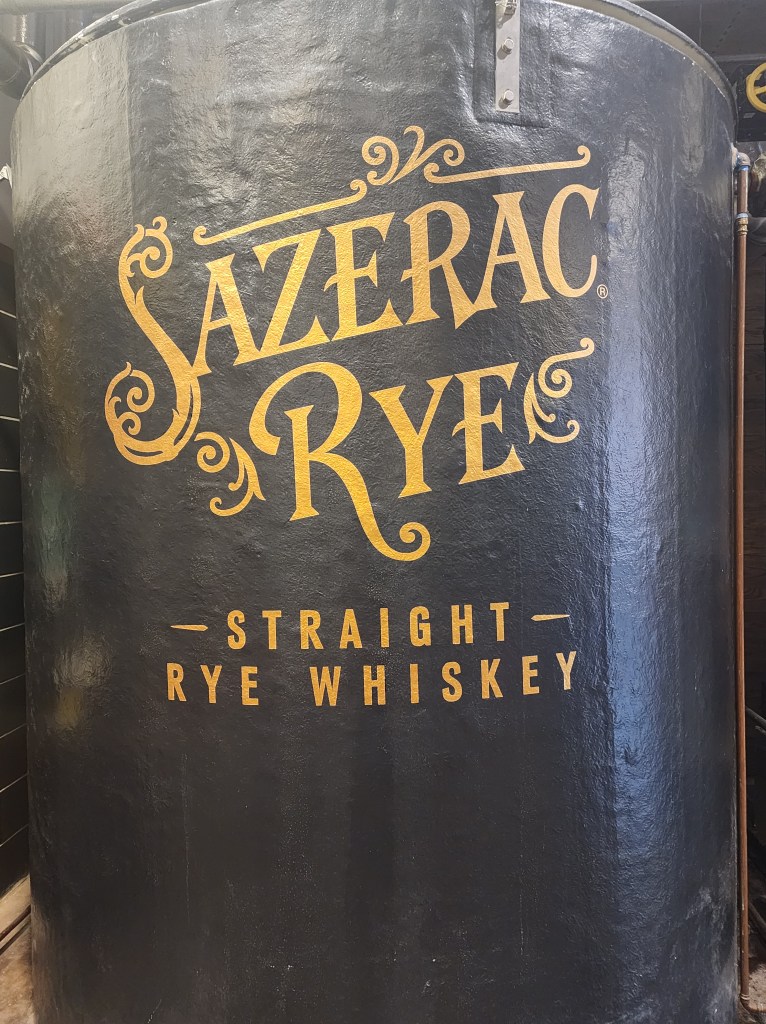 SAZERAC®
RYE
— STRAIGHT —
RYE WHISKEY